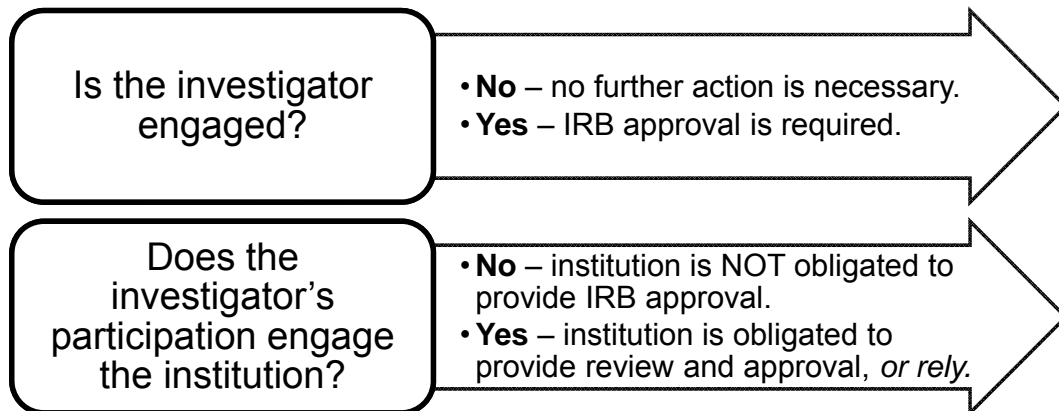 Is the investigator
engaged?
• No – no further action is necessary.
• Yes – IRB approval is required.
Does the
investigator’s
participation engage
the institution?
• No – institution is NOT obligated to
provide IRB approval.
• Yes – institution is obligated to
provide review and approval, or rely.